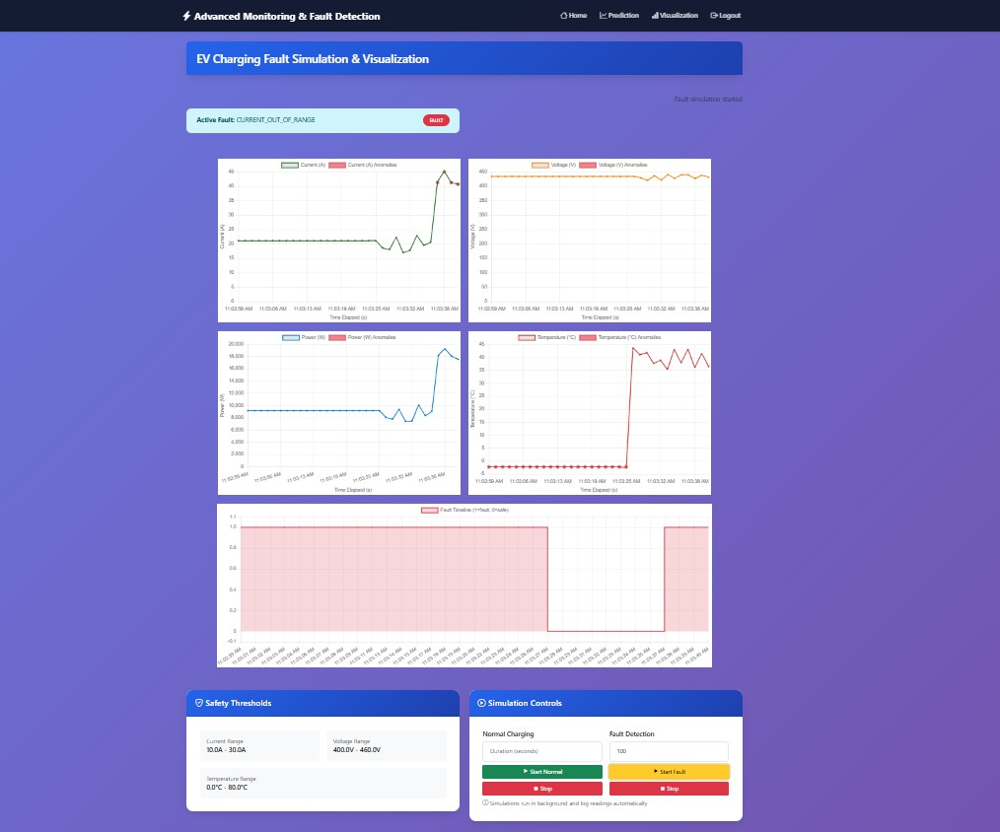 Advanced Monitoring & Fault Detection
Home Prediction Visualization Logout
EV Charging Fault Simulation & Visualization
Fault simulation started
Active Fault: CURRENT_OUT_OF_RANGE FAULT
Current (A) Current (A) Anomalies
45
40
35
30
25
20
15
10
5
0
Current (A)
11:02:59 AM 11:03:06 AM 11:03:13 AM 11:03:19 AM 11:03:25 AM 11:03:32 AM 11:03:38 AM
Time Elapsed (s)
Voltage (V) Voltage (V) Anomalies
450
400
350
300
250
200
150
100
50
0
Voltage (V)
11:02:59 AM 11:03:06 AM 11:03:13 AM 11:03:19 AM 11:03:25 AM 11:03:32 AM 11:03:38 AM
Time Elapsed (s)
Power (W) Power (W) Anomalies
20,000
18,000
16,000
14,000
12,000
10,000
8,000
6,000
4,000
2,000
0
Power (W)
11:02:59 AM 11:03:06 AM 11:03:13 AM 11:03:19 AM 11:03:25 AM 11:03:32 AM 11:03:38 AM
Time Elapsed (s)
Temperature (°C) Temperature (°C) Anomalies
45
40
35
30
25
20
15
10
5
0
-5
Temperature (°C)
11:02:59 AM 11:03:06 AM 11:03:13 AM 11:03:19 AM 11:03:25 AM 11:03:32 AM 11:03:38 AM
Time Elapsed (s)
Fault Timeline (1=fault, 0=safe)
1.1
1.0
0.8
0.6
0.4
0.2
0
-0.1
Safety Thresholds
Current Range
10.0A - 30.0A
Voltage Range
400.0V - 460.0V
Temperature Range
0.0°C - 80.0°C
Simulation Controls
Normal Charging
Duration (seconds)
Start Normal
Stop
Fault Detection
100
Start Fault
Stop
Simulations run in background and log readings automatically